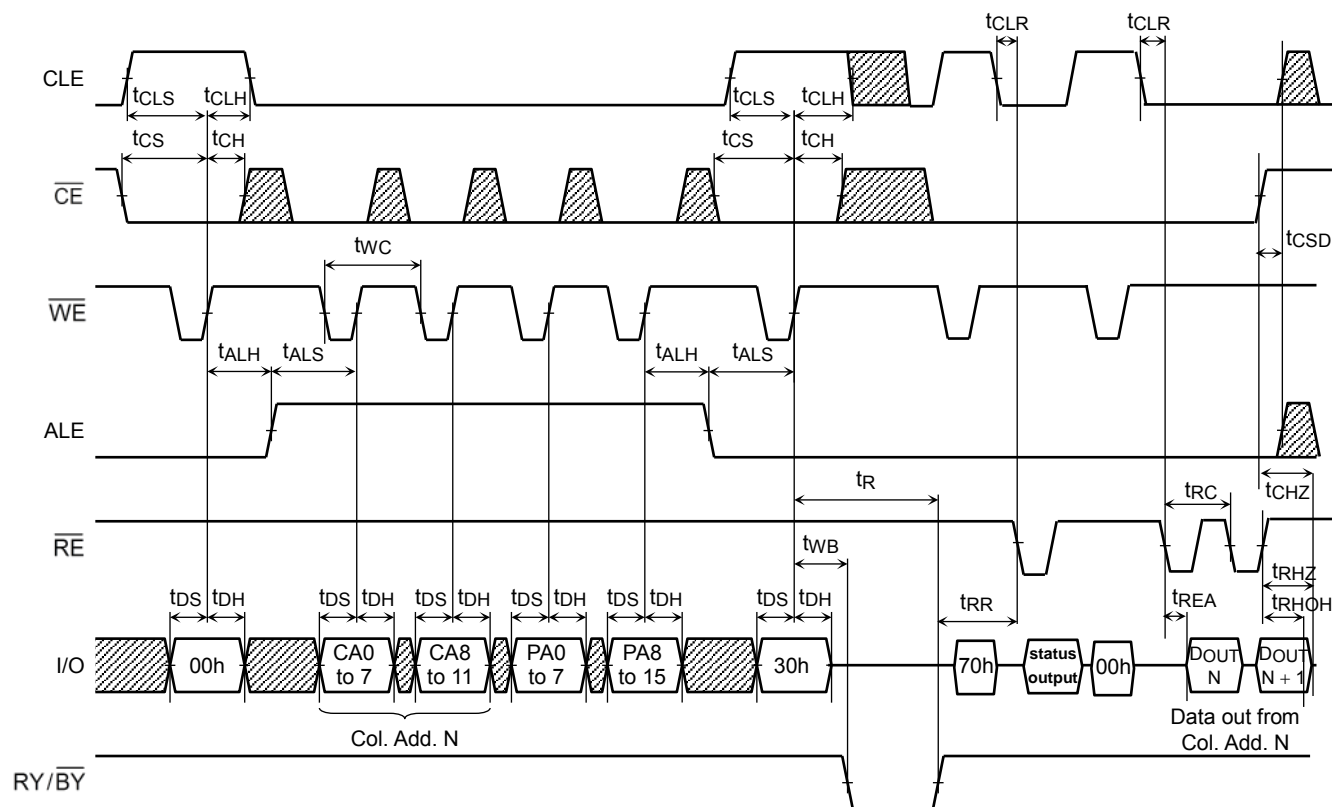 tCLR tCLR
CLE
tCLS tCLH tCLS tCLH
tCS tCH tCS tCH
CE
tCSD
tWC
WE
tALH tALS tALH tALS
ALE
tR tRC tCHZ
RE
tWB
tRHZ
tDS tDH tDS tDH tDS tDH tDS tDH tDS tDH tDS tDH tRR tREA tRHOH
I/O
00h
CA0
to 7
CA8
to 11
PA0
to 7
PA8
to 15
30h
70h
status
output
00h
DOUT
N
DOUT
N + 1
Col. Add. N
Data out from
Col. Add. N
RY/BY